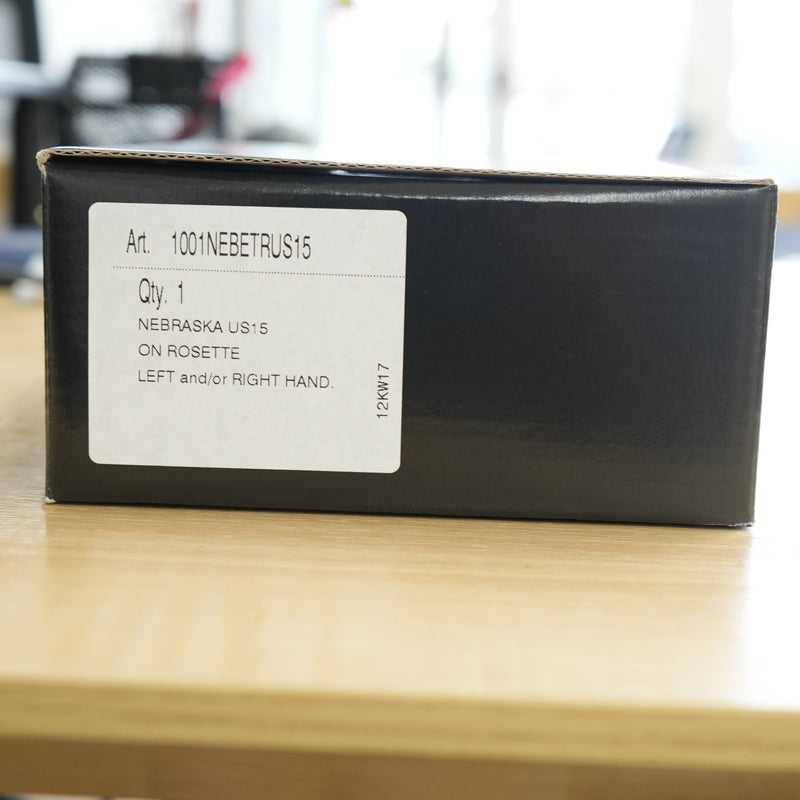 Art. 1001NEBETRUS15
Qty. 1
NEBRASKA US15
ON ROSETTE
LEFT and/or RIGHT HAND.
12KW17